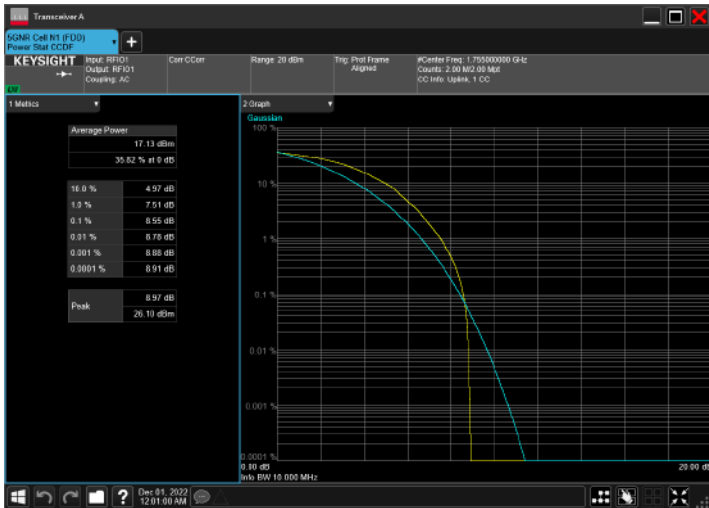 Transceiver A
5GNR Cell N1 (FDD)
Power Stat CCDF
+
KEYSIGHT
Input: RFIO1
Output: RFIO1
Coupling: AC
Corr CCorr
Range: 20 dBm
Trig: Prot Frame
Aligned
#Center Freq: 1.755000000 GHz
Counts: 2.00 M/2.00 Mpt
CC Info: Uplink, 1 CC
1 Metrics
Average Power
17.13 dBm
35.82 % at 0 dB
10.0 % 4.97 dB
1.0 % 7.51 dB
0.1 % 8.55 dB
0.01 % 8.78 dB
0.001 % 8.88 dB
0.0001 % 8.91 dB
Peak
8.97 dB
26.10 dBm
2 Graph
Gaussian
100 %
10 %
1 %
0.1 %
0.01 %
0.001 %
0.0001 %
0.00 dB
20.00 dB
Info BW 10.000 MHz
?
Dec 01, 2022
12:01:00 AM